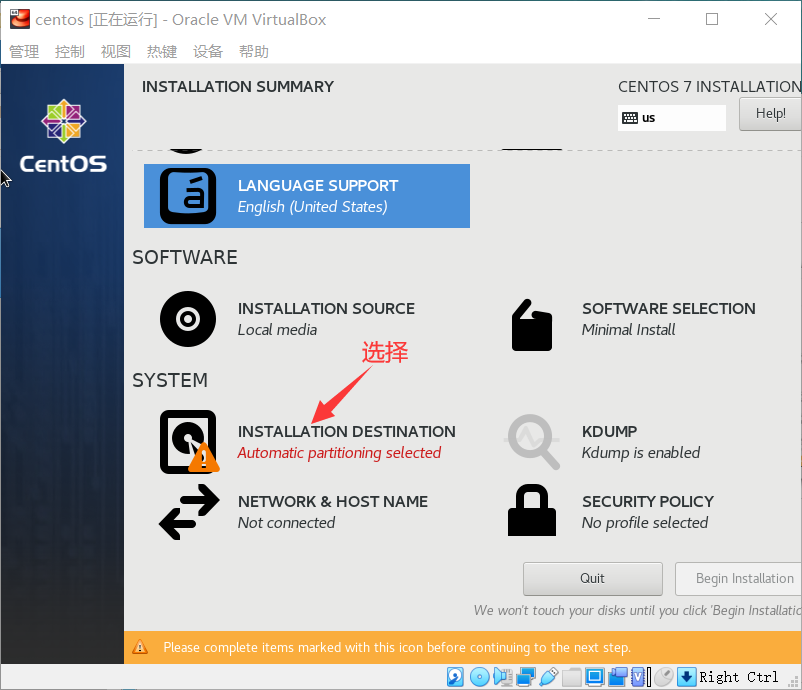 centos [正在运行] - Oracle VM VirtualBox
管理 控制 视图 热键 设备 帮助
INSTALLATION SUMMARY
CENTOS 7 INSTALLATION
us
Help!
CentOS
á
LANGUAGE SUPPORT
English (United States)
SOFTWARE
INSTALLATION SOURCE
Local media
SOFTWARE SELECTION
Minimal Install
选择
SYSTEM
INSTALLATION DESTINATION
Automatic partitioning selected
KDUMP
Kdump is enabled
NETWORK & HOST NAME
Not connected
SECURITY POLICY
No profile selected
Quit
Begin Installation
We won't touch your disks until you click 'Begin Installatio
Please complete items marked with this icon before continuing to the next step.
Right Ctrl